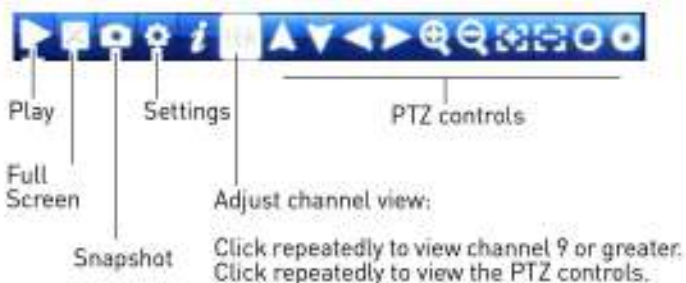 Play
Settings
PTZ controls
Full
Screen
Adjust channel view:
Snapshot
Click repeatedly to view channel 9 or greater.
Click repeatedly to view the PTZ controls.